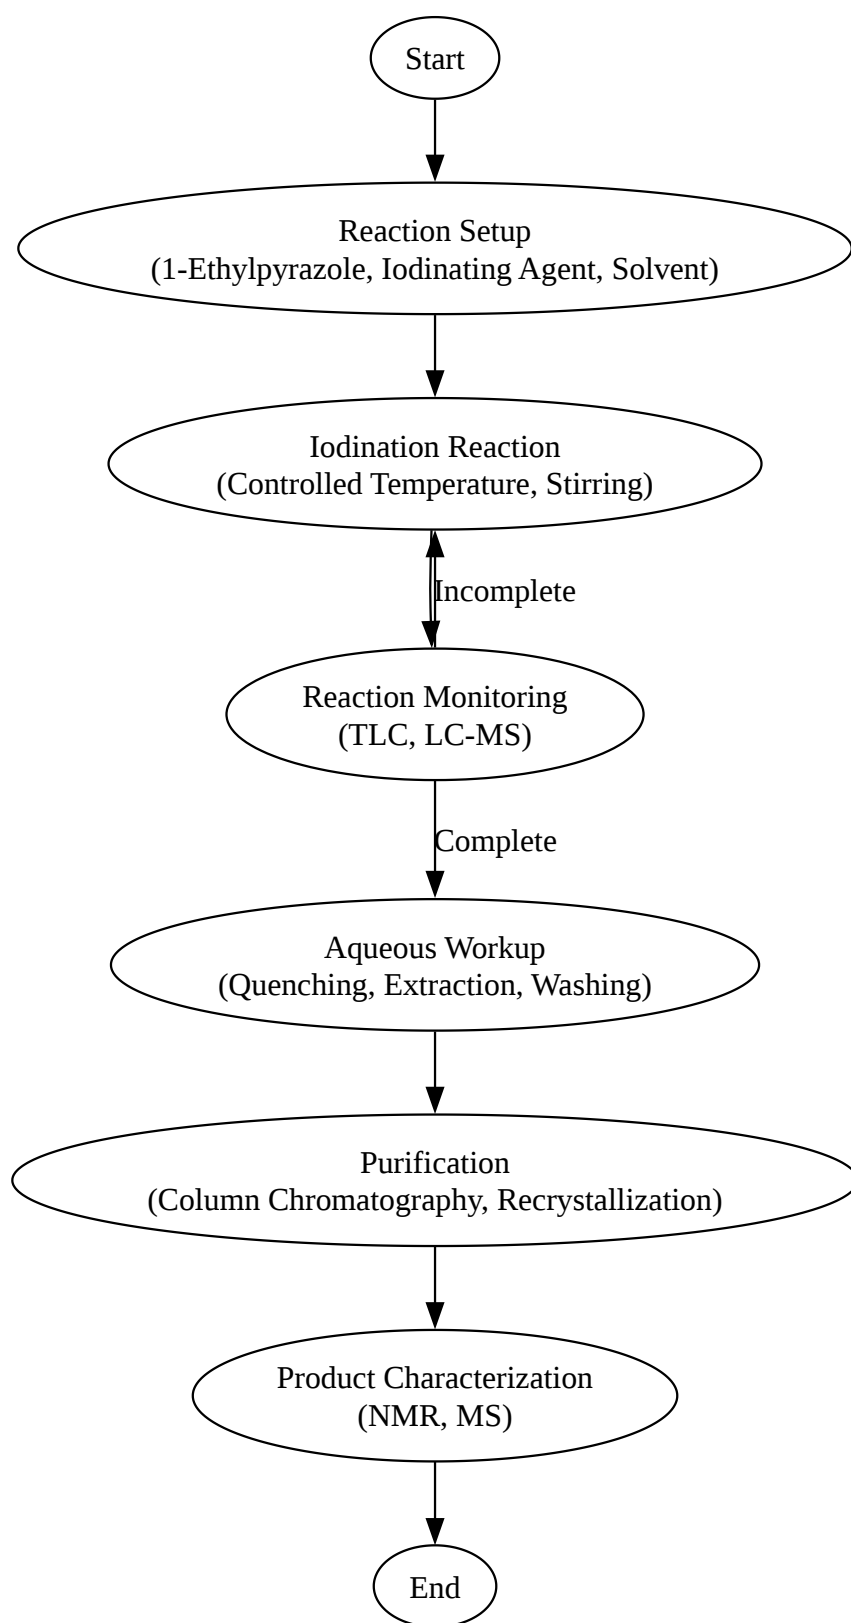 Start
Reaction Setup
(1-Ethylpyrazole, Iodinating Agent, Solvent)
Iodination Reaction
(Controlled Temperature, Stirring)
Incomplete
Reaction Monitoring
(TLC, LC-MS)
Complete
Aqueous Workup
(Quenching, Extraction, Washing)
Purification
(Column Chromatography, Recrystallization)
Product Characterization
(NMR, MS)
End